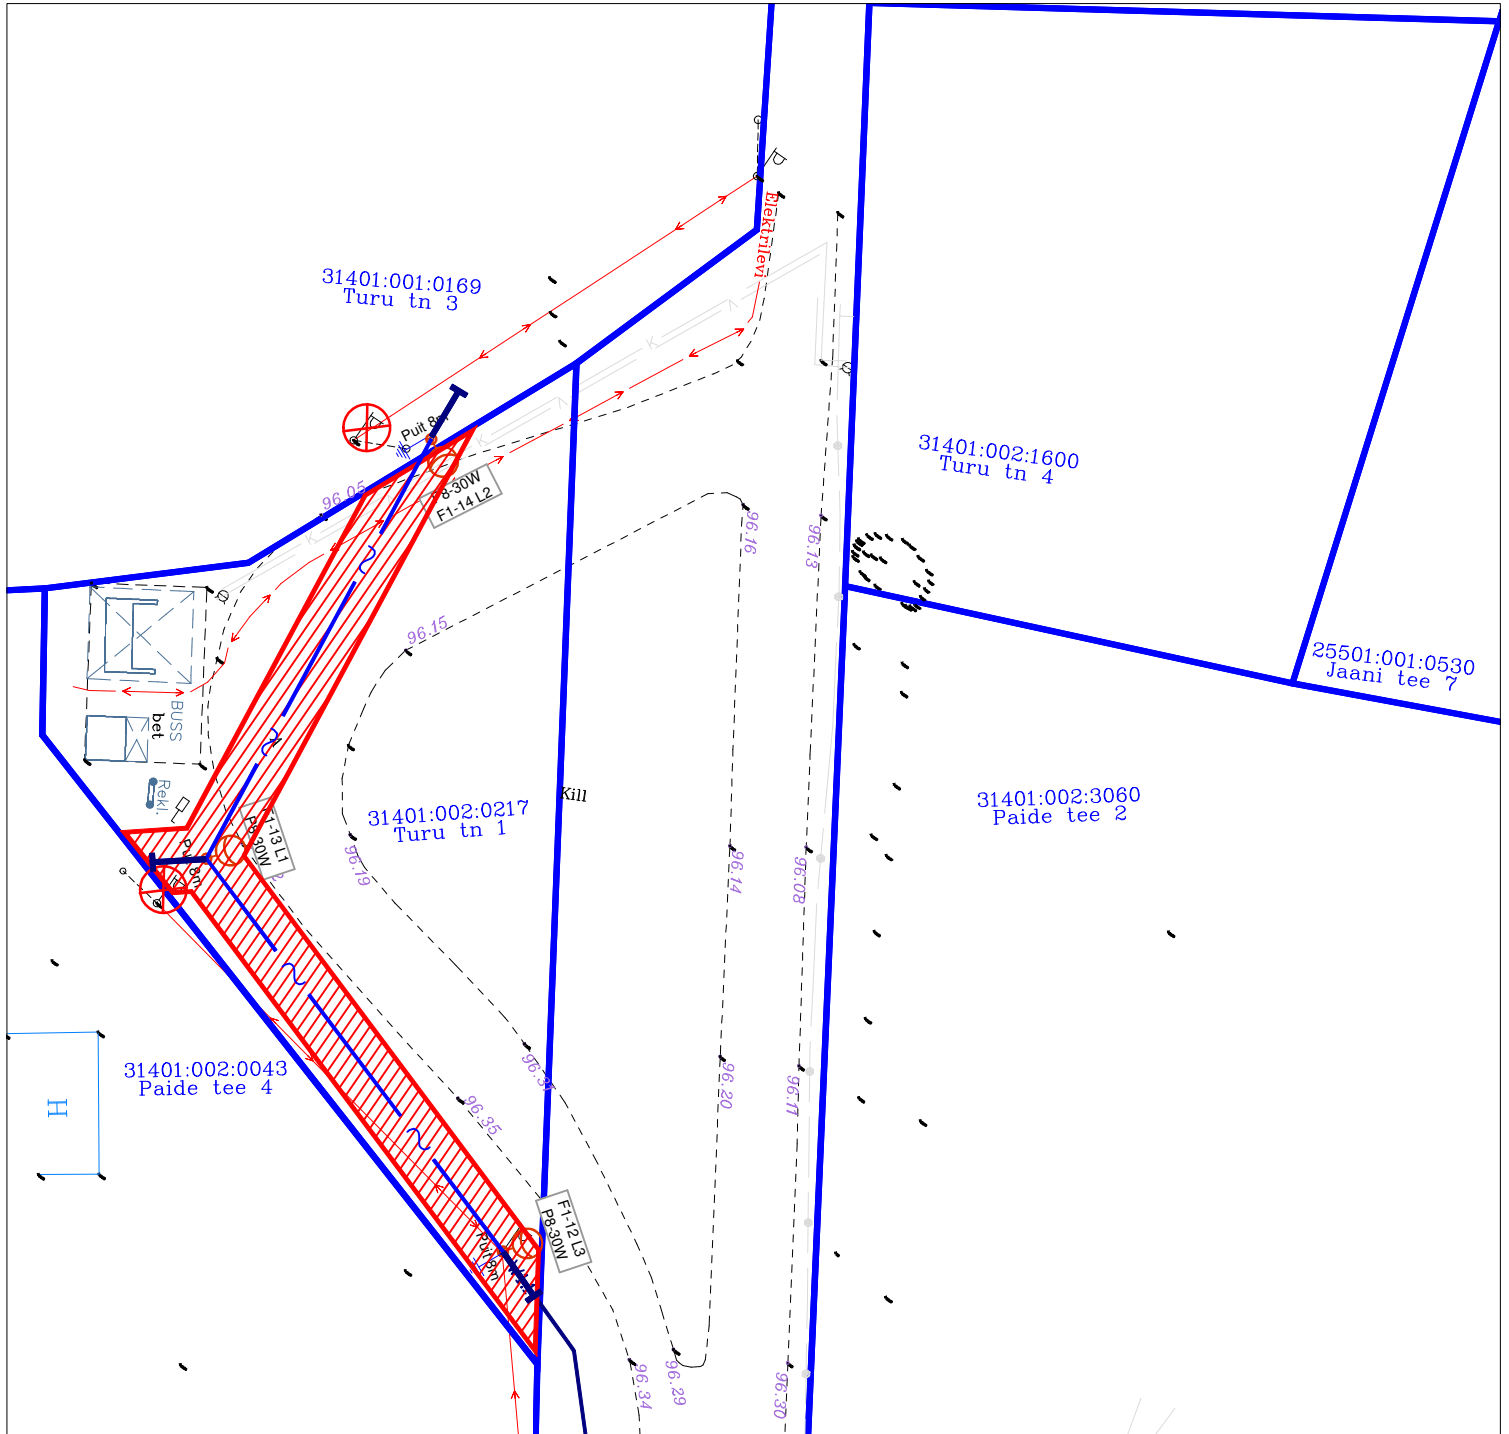 Elektrilevi
31401:001:0169
Turu tn 3
Puit 8m
P8-30W
F1-14 L2
96.05
31401:002:1600
Turu tn 4
96.16
96.13
96.15
25501:001:0530
Jaani tee 7
BUSS
bet
Rekl.
Kill
31401:002:0217
Turu tn 1
31401:002:3060
Paide tee 2
F1-13 L1
P8-30W
96.19
96.14
96.08
31401:002:0043
Paide tee 4
H
96.35
96.20
96.11
F1-12 L3
P8-30W
Puit 8m
96.34
96.29
96.30